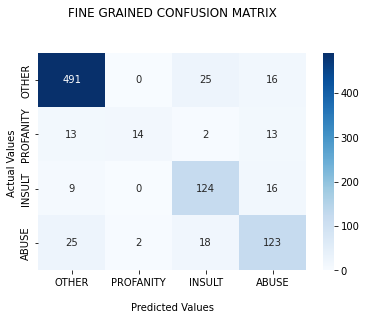 FINE GRAINED CONFUSION MATRIX
OTHER 491 0 25 16
PROFANITY 13 14 2 13
INSULT 9 0 124 16
ABUSE 25 2 18 123
Actual Values
OTHER PROFANITY INSULT ABUSE
Predicted Values
400
300
200
100
0